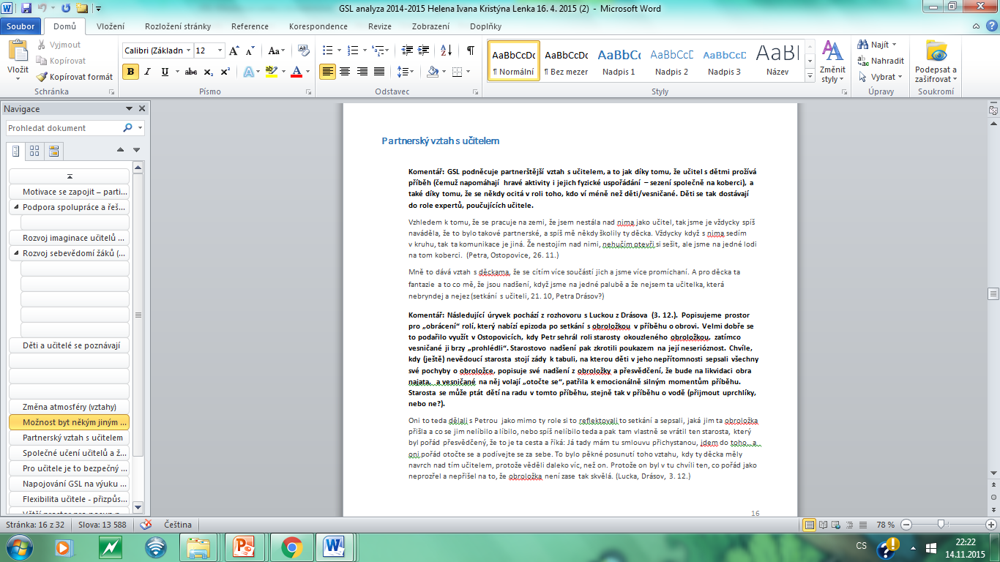 GSL analyza 2014-2015 Helena Ivana Kristýna Lenka 16. 4. 2015 (2) - Microsoft Word
Soubor Domů Vložení Rozložení stránky Reference Korespondence Revize Zobrazení Doplňky
Vložit
Vyjmout
Kopírovat
Kopírovat formát
Schránka
Calibri (Základn 12
Písmo
Odstavec
AaBbCcDc AaBbCcDc AaBbCc AaBbCcD AaBbCcD AaBl
¶ Normální ¶ Bez mezer Nadpis 1 Nadpis 2 Nadpis 3 Název
Změnit styly
Styly
Najít
Nahradit
Vybrat
Úpravy
Podepsat a zašifrovat
Soukromí
Navigace
Prohledat dokument
Motivace se zapojit – parti...
Podpora spolupráce a řeš...
Rozvoj imaginace učitelů ...
Rozvoj sebevědomí žáků (...
Děti a učitelé se poznávají
Změna atmosféry (vztahy)
Možnost byt někým jiným ...
Partnerský vztah s učitelem
Společné učení učitelů a ž...
Pro učitele je to bezpečný ...
Napojování GSL na výuku ...
Flexibilita učitele - přizpůs...
Partnerský vztah s učitelem
Komentář: GSL podněcuje partnerštější vztah s učitelem, a to jak díky tomu, že učitel s dětmi prožívá
příběh (čemuž napomáhají hravé aktivity i jejich fyzické uspořádání – sezení společně na koberci), a
také díky tomu, že se někdy ocitá v roli toho, kdo ví méně než děti/vesničané. Děti se tak dostávají
do role expertů, poučujících učitele.
Vzhledem k tomu, že se pracuje na zemi, že jsem nestála nad nima jako učitel, tak jsme je vždycky spíš
naváděla, že to bylo takové partnerské, a spíš mě někdy školily ty děcka. Vždycky když s nima sedím
v kruhu, tak ta komunikace je jiná. Že nestojím nad nimi, nehučím otevři si sešit, ale jsme na jedné lodi
na tom koberci. (Petra, Ostopovice, 26. 11.)
Mně to dává vztah s děckama, že se cítím více součástí jich a jsme více promíchaní. A pro děcka ta
fantazie a to co mě, že jsou nadšení, když jsme na jedné palubě a že nejsem ta učitelka, která
nebryndej a nejez (setkání s učiteli, 21. 10, Petra Drásov?)
Komentář: Následující úryvek pochází z rozhovoru s Luckou z Drásova (3. 12.). Popisujeme prostor
pro „obrácení“ rolí, který nabízí epizoda po setkání s obroložkou v příběhu o obrovi. Velmi dobře se
to podařilo využít v Ostopovicích, kdy Petr sehrál roli starosty okouzleného obroložkou, zatímco
vesničané ji brzy „prohlédli“. Starostovo nadšení pak zkrotili poukazem na její neserióznost. Chvíle,
kdy (ještě) nevědoucí starosta stojí zády k tabuli, na kterou děti v jeho nepřítomnosti sepsali všechny
své pochyby o obroložce, popisuje své nadšení z obroložky a přesvědčení, že bude na likvidaci obra
najata, a vesničané na něj volají „otočte se“, patřila k emocionálně silným momentům příběhu.
Starosta se může ptát dětí na radu v tomto příběhu, stejně tak v příběhu o vodě (přijmout uprchlíky,
nebo ne?).
Oni to teda dělali s Petrou jako mimo ty role si to reflektovali to setkání a sepsali, jaká jim ta obroložka
přišla a co se jim nelíbilo a líbilo, nebo spíš nelíbilo teda a pak tam vlastně se vrátil ten starosta, který
byl pořád přesvědčený, že to je ta cesta a říká: Já tady mám tu smlouvu přichystanou, jdem do toho.. a
oni pořád otočte se a podívejte se za sebe. To bylo pěkné posunutí toho vztahu, kdy ty děcka měly
navrch nad tím učitelem, protože věděli daleko víc, než on. Protože on byl v tu chvíli ten, co pořád jako
neprozřel a nepřišel na to, že obroložka není zase tak skvělá. (Lucka, Drásov, 3. 12.)
16
Stránka: 16 z 32 Slova: 13 588 Čeština 78 %
CS
22:22
14.11.2015